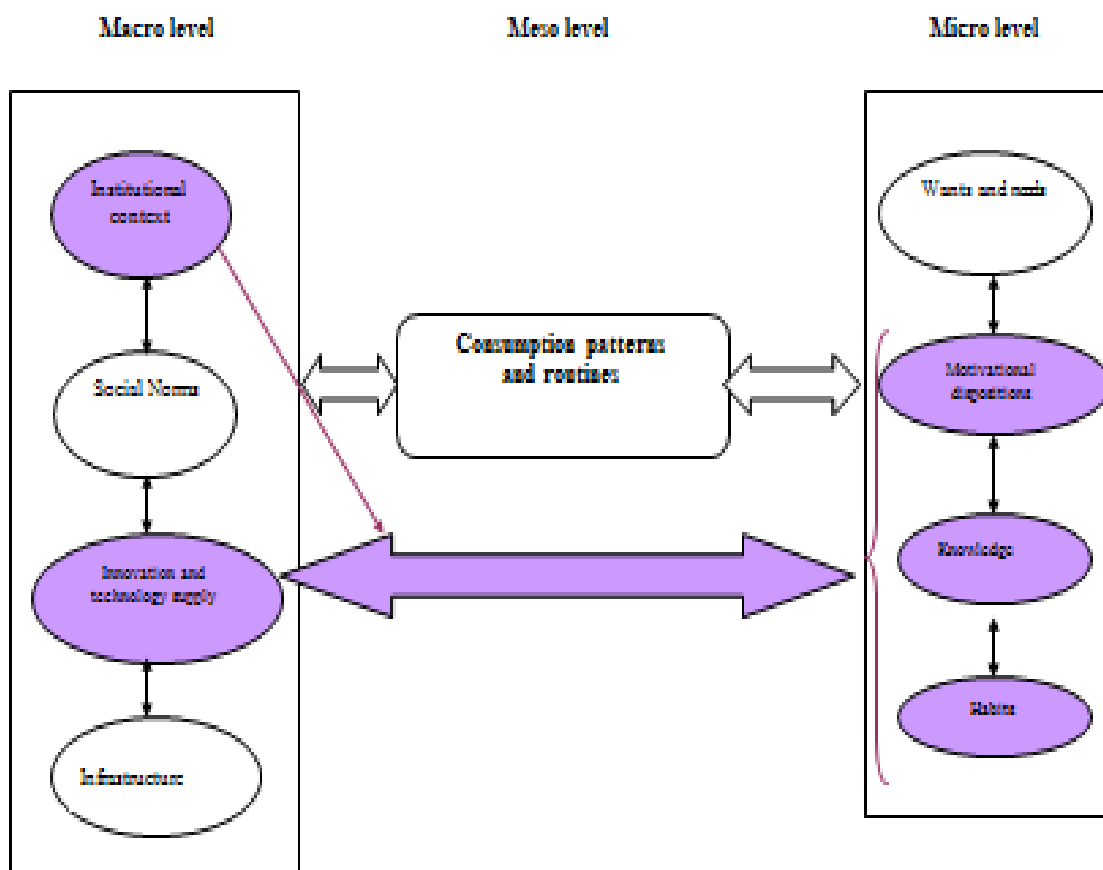 Macro level
Meso level
Micro level
Institutional
context
Social Norms
Innovation and
technology supply
Infrastructure
Consumption patterns
and routines
Wants and needs
Motivational
dispositions
Knowledge
Habits